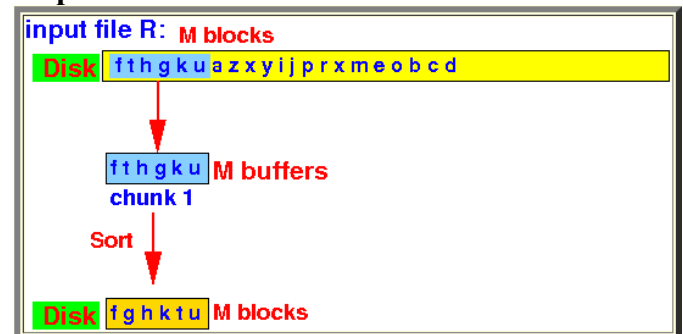 input file R: M blocks
Disk f t h g k u a z x y i j p r x m e o b c d
f t h g k u M buffers
chunk 1
Sort
Disk f g h k t u M blocks